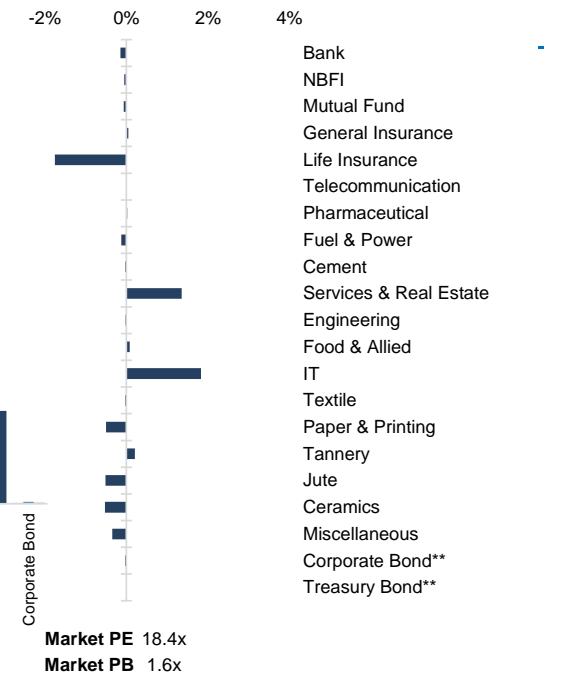 -2% 0% 2% 4%
Bank
NBFI
Mutual Fund
General Insurance
Life Insurance
Telecommunication
Pharmaceutical
Fuel & Power
Cement
Services & Real Estate
Engineering
Food & Allied
IT
Textile
Paper & Printing
Tannery
Jute
Ceramics
Miscellaneous
Corporate Bond**
Treasury Bond**
Corporate Bond
Market PE 18.4x
Market PB 1.6x